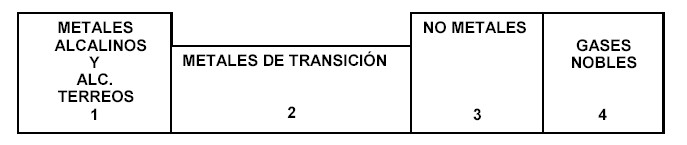 METALES
ALCALINOS
Y
ALC.
TERREOS
1
METALES DE TRANSICIÓN
2
NO METALES
3
GASES
NOBLES
4